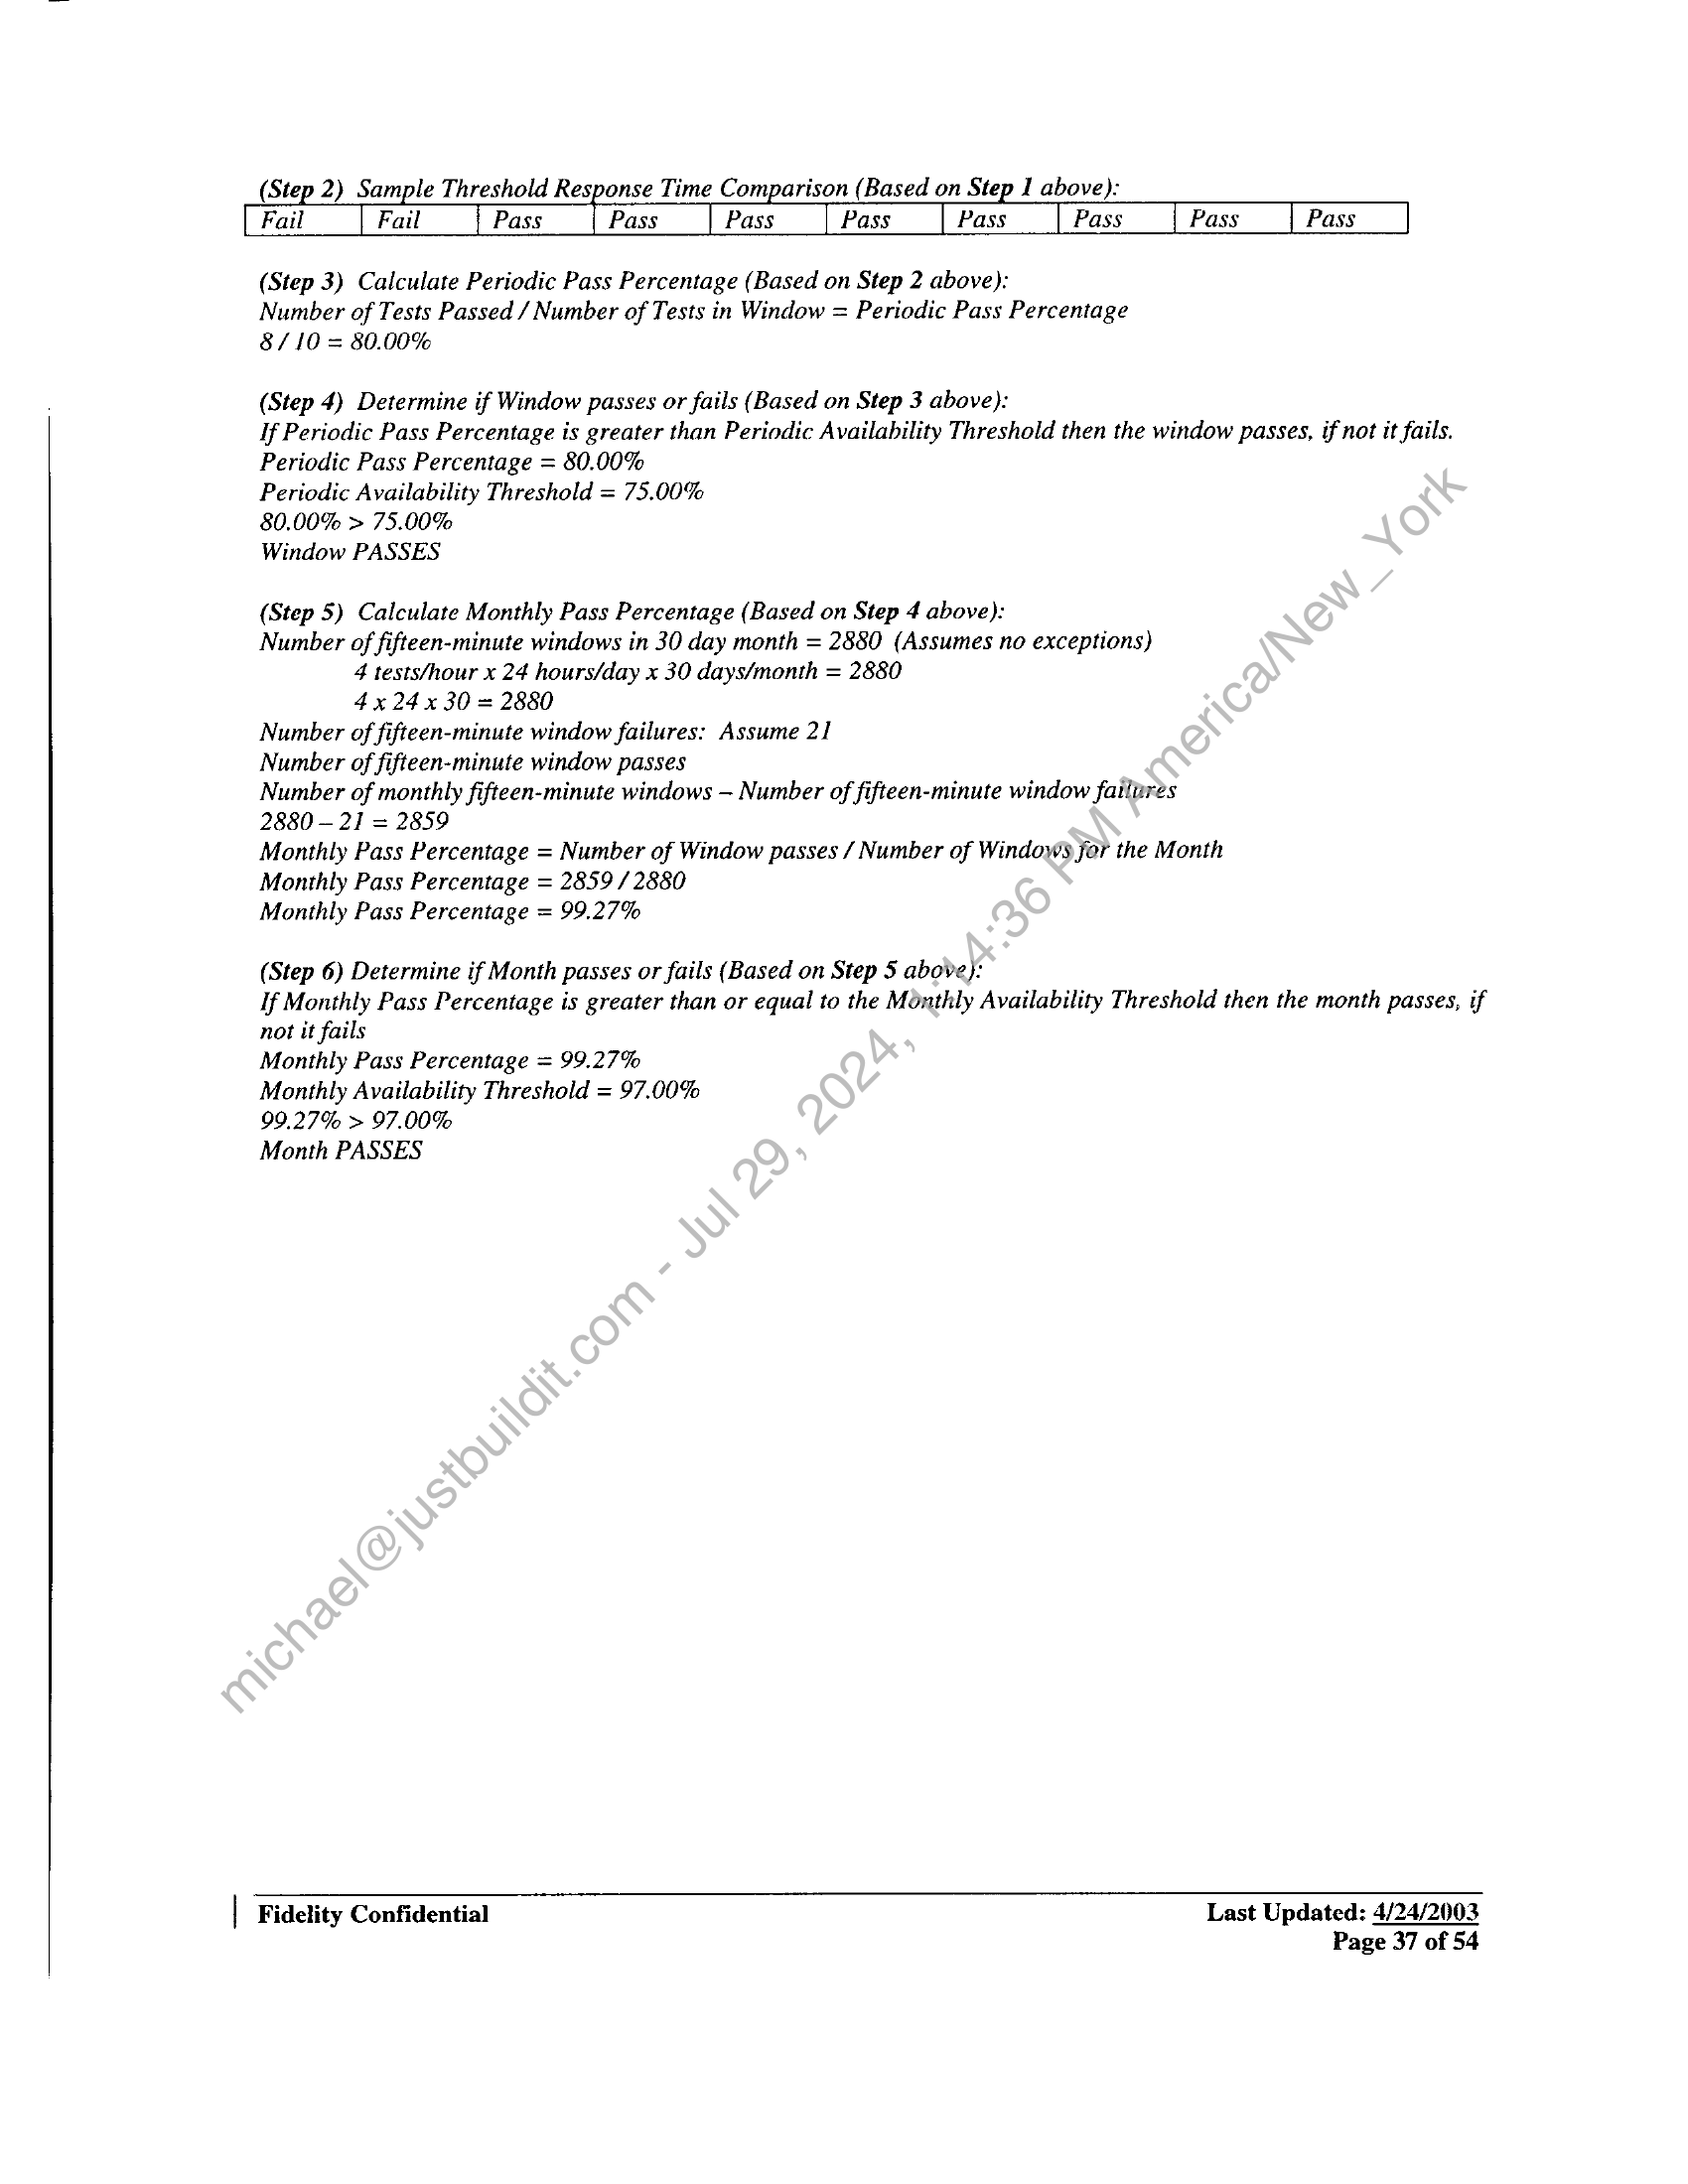 (Step 2) Sample Threshold Response Time Comparison (Based on Step 1 above):
Fail Fail Pass Pass Pass Pass Pass Pass Pass Pass
(Step 3) Calculate Periodic Pass Percentage (Based on Step 2 above):
Number of Tests Passed / Number of Tests in Window = Periodic Pass Percentage
8 / 10 = 80.00%
(Step 4) Determine if Window passes or fails (Based on Step 3 above):
If Periodic Pass Percentage is greater than Periodic Availability Threshold then the window passes, if not it fails.
Periodic Pass Percentage = 80.00%
Periodic Availability Threshold = 75.00%
80.00% > 75.00%
Window PASSES
(Step 5) Calculate Monthly Pass Percentage (Based on Step 4 above):
Number of fifteen-minute windows in 30 day month = 2880 (Assumes no exceptions)
4 tests/hour x 24 hours/day x 30 days/month = 2880
4 x 24 x 30 = 2880
Number of fifteen-minute window failures: Assume 21
Number of fifteen-minute window passes
Number of monthly fifteen-minute windows – Number of fifteen-minute window failures
2880 – 21 = 2859
Monthly Pass Percentage = Number of Window passes / Number of Windows for the Month
Monthly Pass Percentage = 2859 / 2880
Monthly Pass Percentage = 99.27%
(Step 6) Determine if Month passes or fails (Based on Step 5 above):
If Monthly Pass Percentage is greater than or equal to the Monthly Availability Threshold then the month passes, if
not it fails
Monthly Pass Percentage = 99.27%
Monthly Availability Threshold = 97.00%
99.27% > 97.00%
Month PASSES
michael@justbuildit.com - Jul 29, 2024, 1:14:36 PM America/New_York
Fidelity Confidential
Last Updated: 4/24/2003
Page 37 of 54